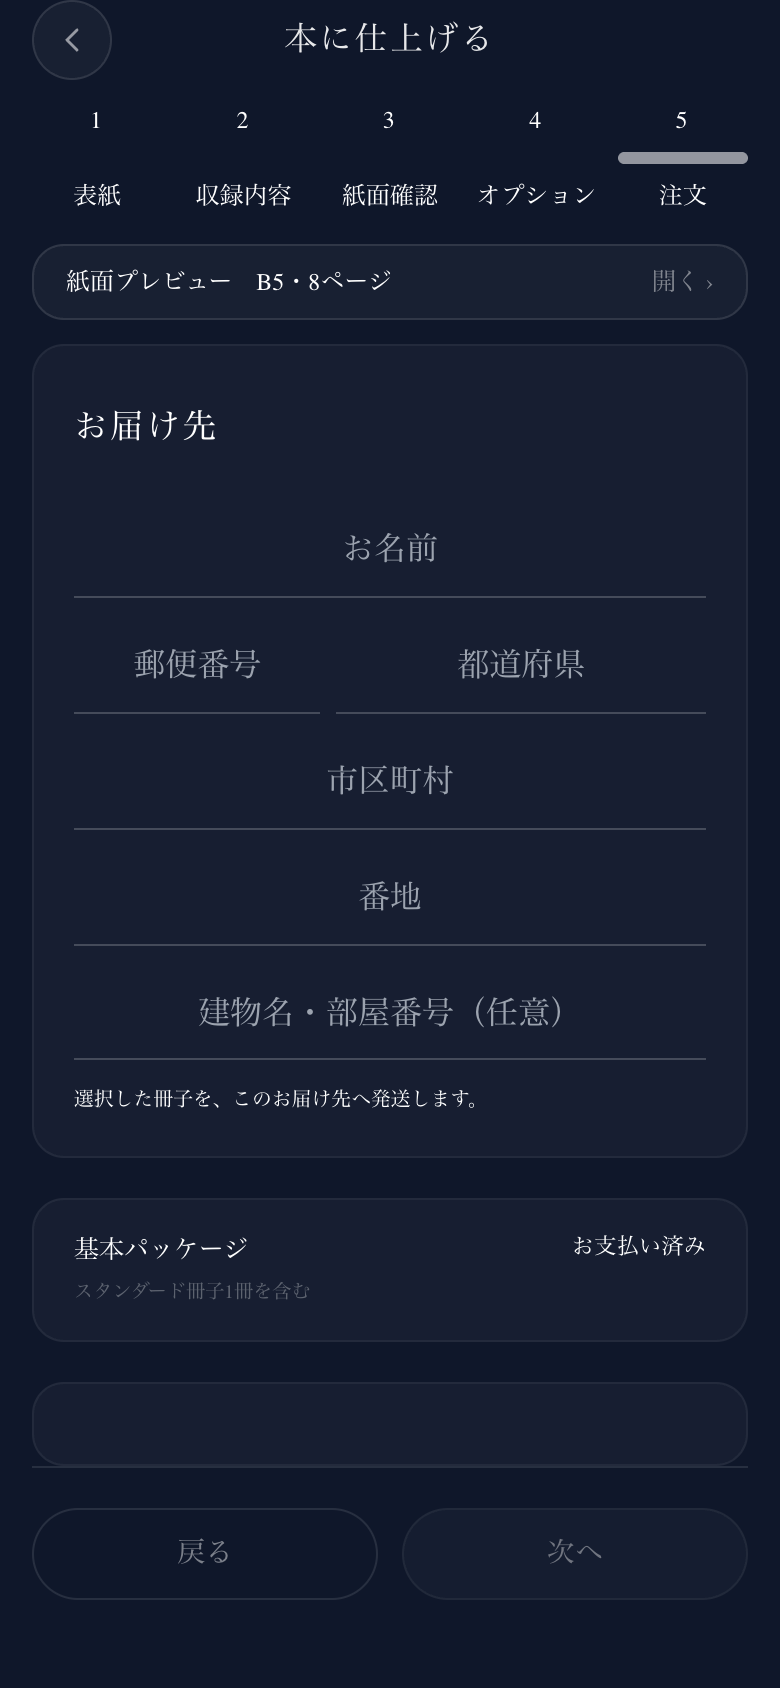 本に仕上げる
1 2 3 4 5
表紙 収録内容 紙面確認 オプション 注文
紙面プレビュー　B5・8ページ 開く ›
お届け先
お名前
郵便番号 都道府県
市区町村
番地
建物名・部屋番号（任意）
選択した冊子を、このお届け先へ発送します。
基本パッケージ お支払い済み
スタンダード冊子1冊を含む
戻る 次へ